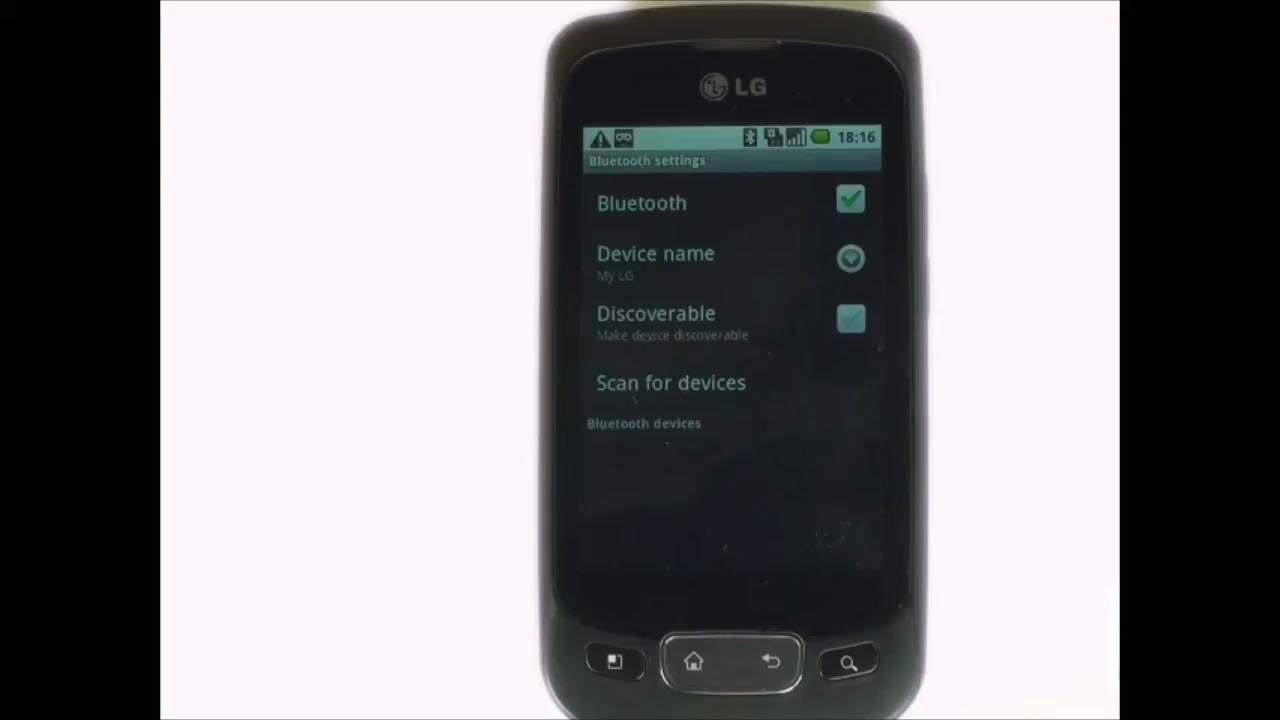 LG
18:16
Bluetooth settings
Bluetooth
Device name
My LG
Discoverable
Make device discoverable
Scan for devices
Bluetooth devices